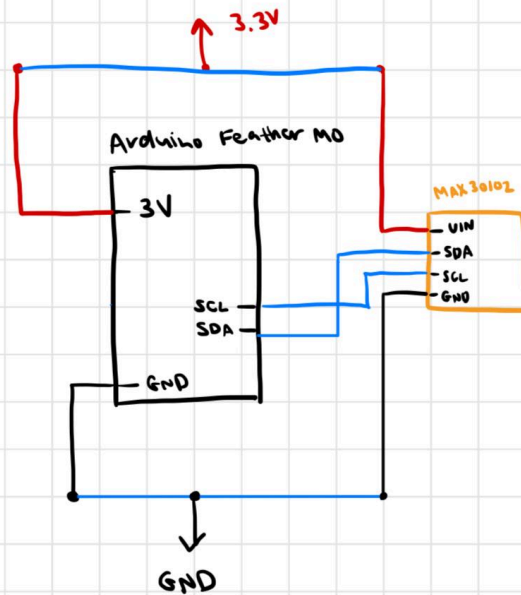 3.3V
Arduino Feather M0
MAX30102
3V
VIN
SDA
SCL
GND
SCL
SDA
GND
GND